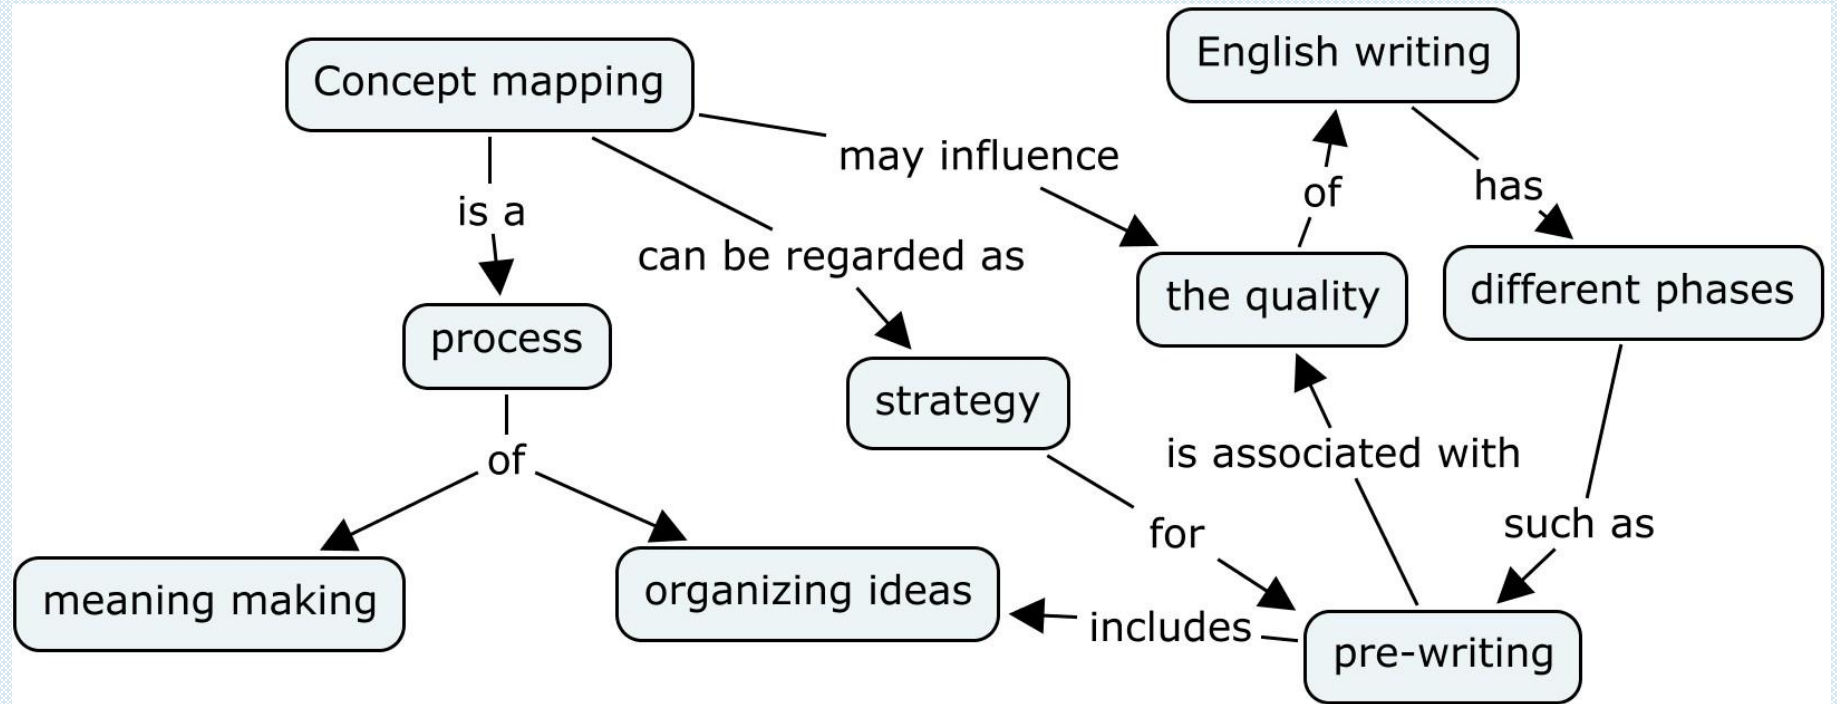 English writing
Concept mapping
may influence
has
of
is a
can be regarded as
different phases
the quality
process
strategy
is associated with
of
such as
for
organizing ideas
meaning making
includes
pre-writing